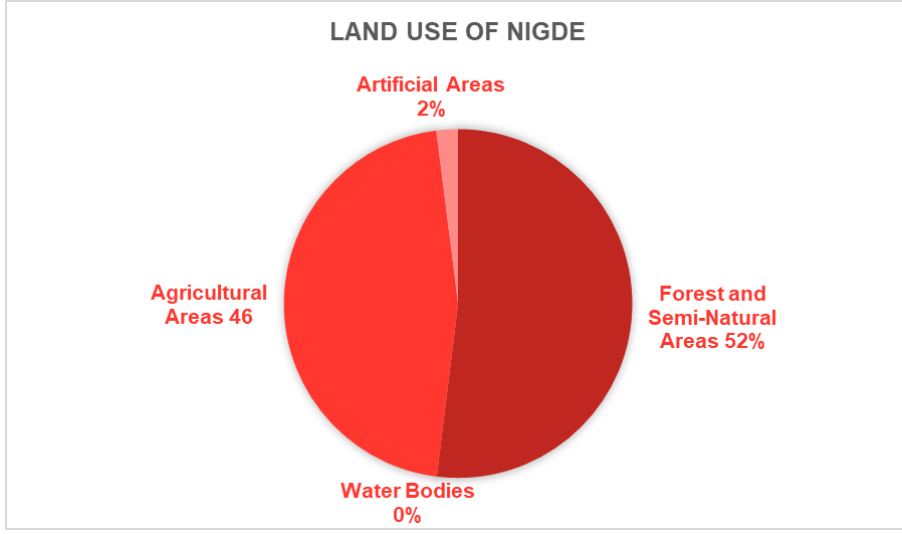 LAND USE OF NIGDE
Artificial Areas
2%
Agricultural
Areas 46
Forest and
Semi-Natural
Areas 52%
Water Bodies
0%